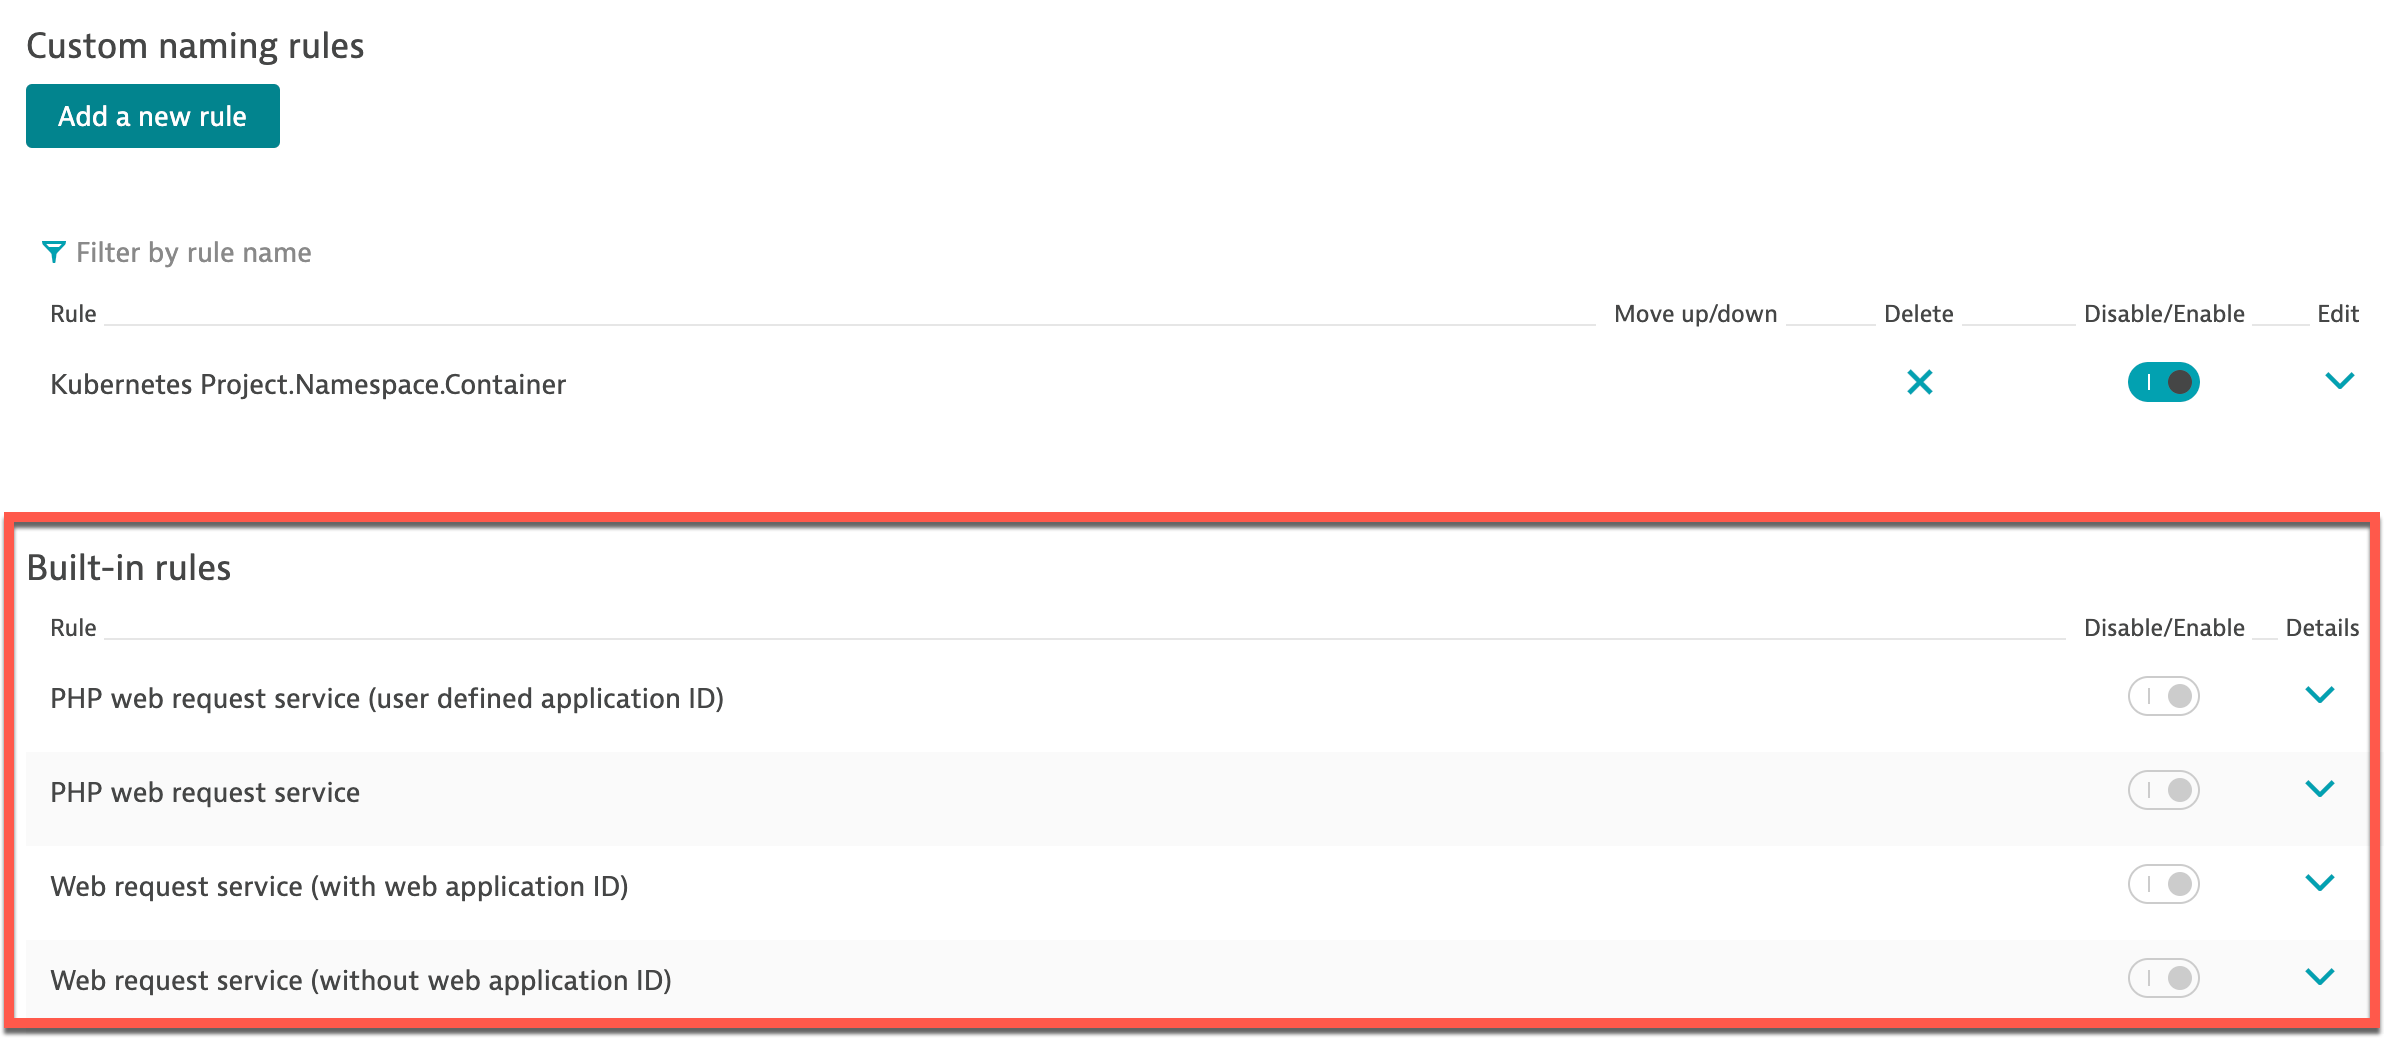 Custom naming rules
Add a new rule
Filter by rule name
Rule Move up/down Delete Disable/Enable Edit
Kubernetes Project.Namespace.Container
Built-in rules
Rule Disable/Enable Details
PHP web request service (user defined application ID)
PHP web request service
Web request service (with web application ID)
Web request service (without web application ID)